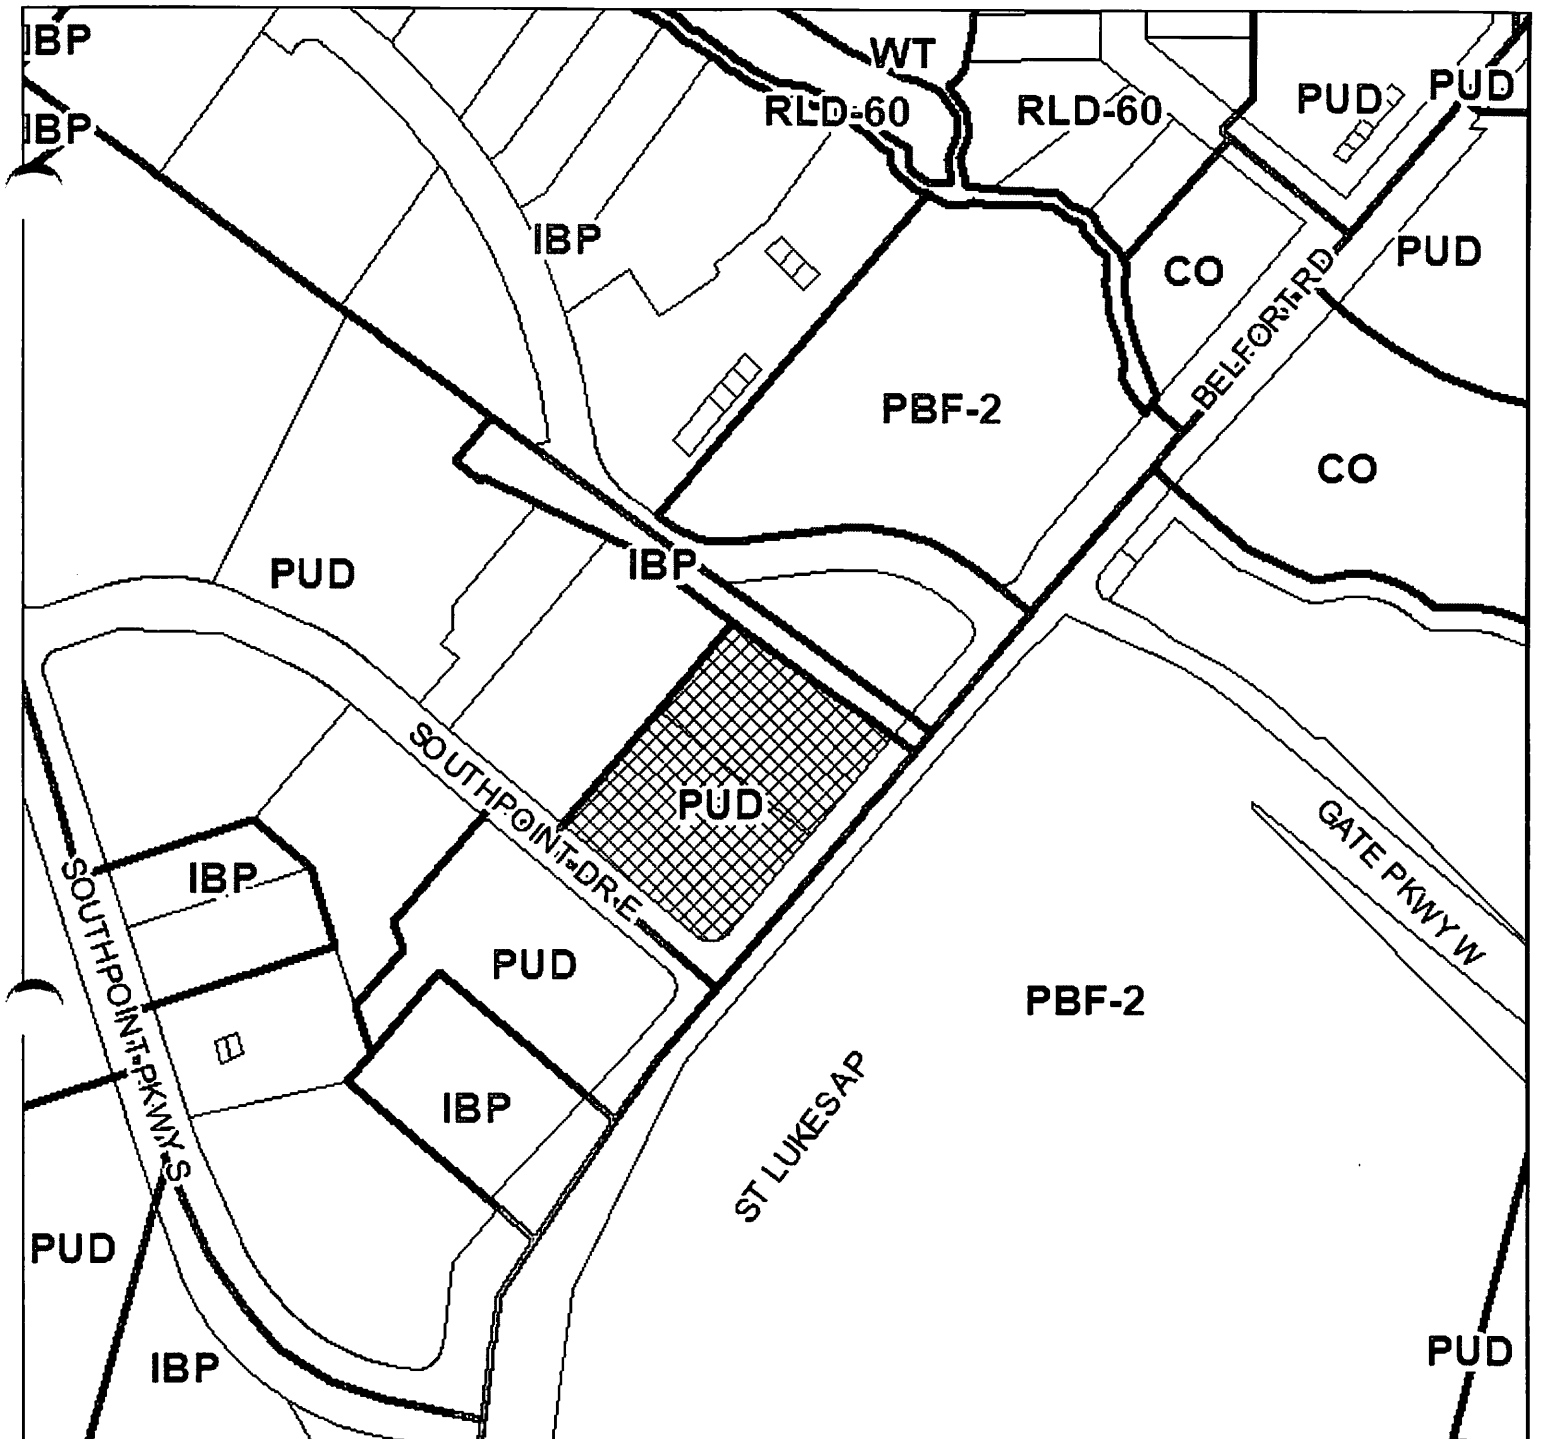 IBP
WT
PUD
PUD
RLD-60
RLD-60
IBP
IBP
PUD
CO
BELFORT RD
PBF-2
CO
IBP
PUD
SOUTHPOINT DR E
PUD
GATE PKWY W
IBP
SOUTHPOINT PKWY S
PUD
PBF-2
IBP
ST LUKES AP
PUD
IBP
PUD